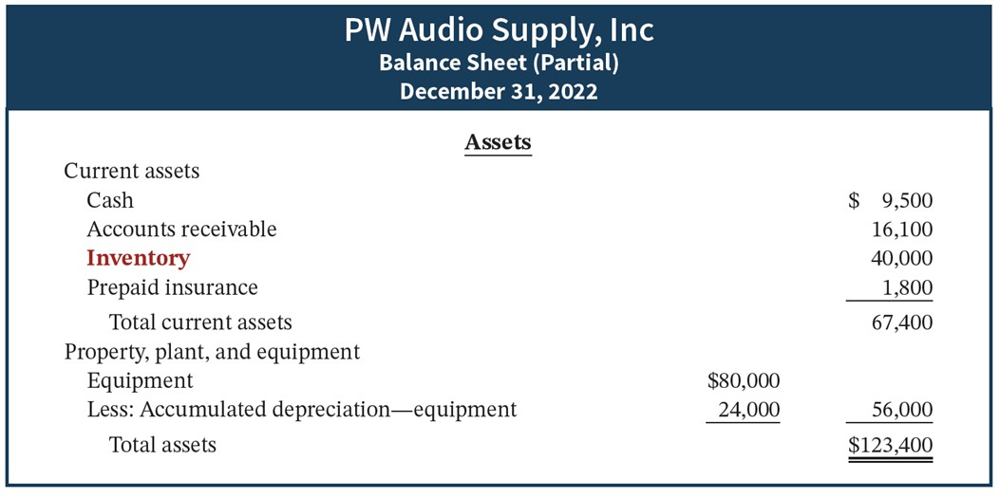 PW Audio Supply, Inc
Balance Sheet (Partial)
December 31, 2022
Assets
Current assets
Cash $ 9,500
Accounts receivable 16,100
Inventory 40,000
Prepaid insurance 1,800
Total current assets 67,400
Property, plant, and equipment
Equipment $80,000
Less: Accumulated depreciation—equipment 24,000 56,000
Total assets $123,400